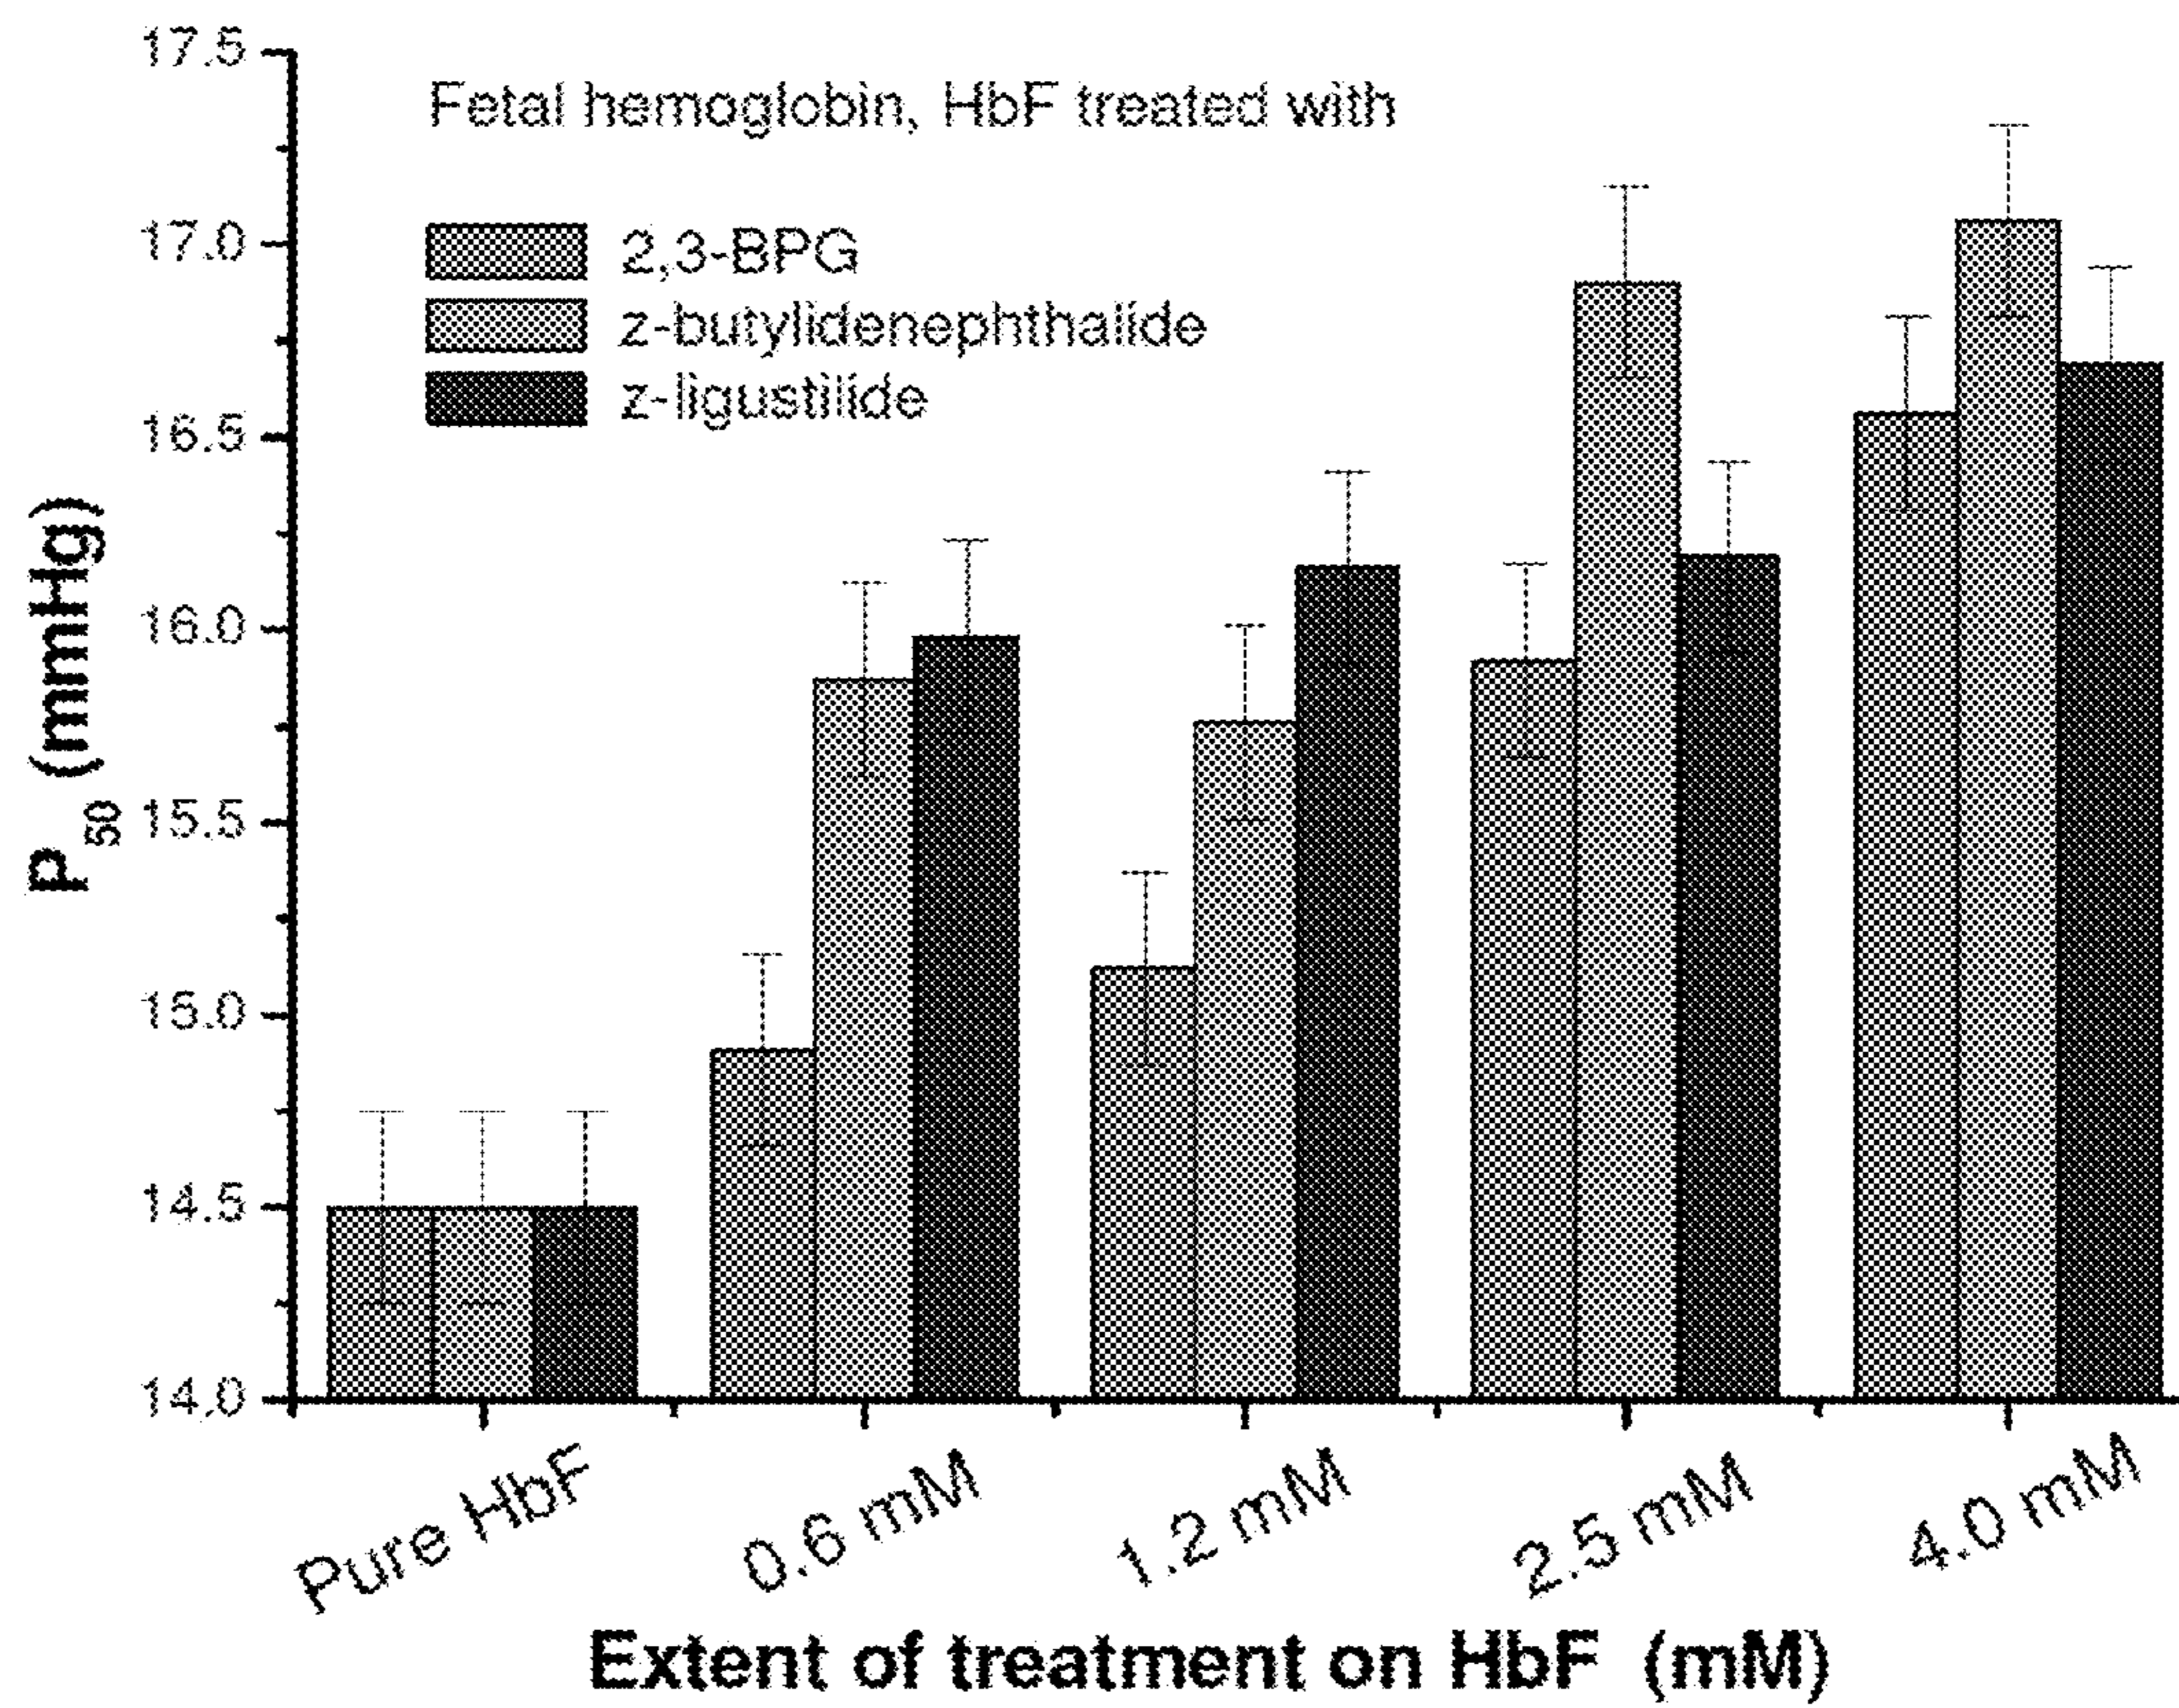 17.5
17.0
16.5
16.0
15.5
15.0
14.5
14.0
P50 (mmHg)
Fetal hemoglobin, HbF treated with
2,3-BPG
z-butylidenephthalide
z-ligustilide
Pure HbF
0.6 mM
1.2 mM
2.5 mM
4.0 mM
Extent of treatment on HbF (mM)